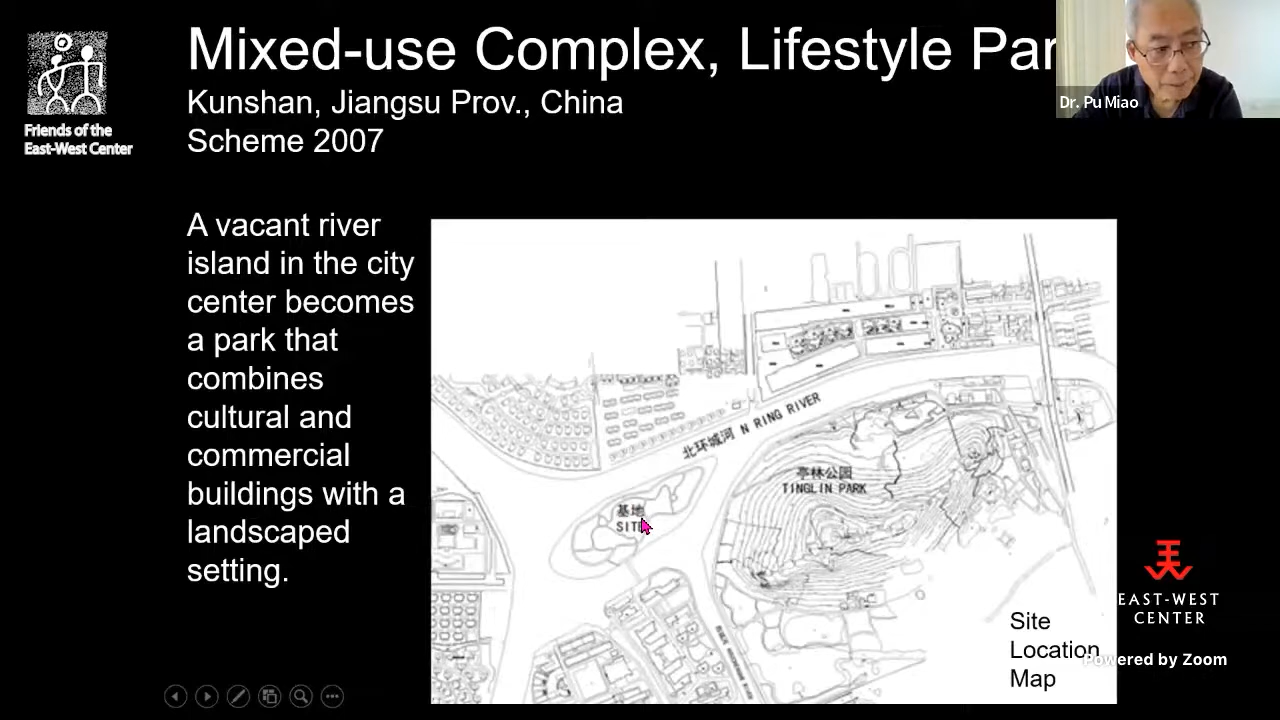 Mixed-use Complex, Lifestyle Par
Kunshan, Jiangsu Prov., China
Scheme 2007
Dr. Pu Miao
Friends of the
East-West Center
A vacant river
island in the city
center becomes
a park that
combines
cultural and
commercial
buildings with a
landscaped
setting.
北环城河 N RING RIVER
亭林公园
TINGLIN PARK
基地
SITE
Site
Location
Map
EAST-WEST
CENTER
Powered by Zoom